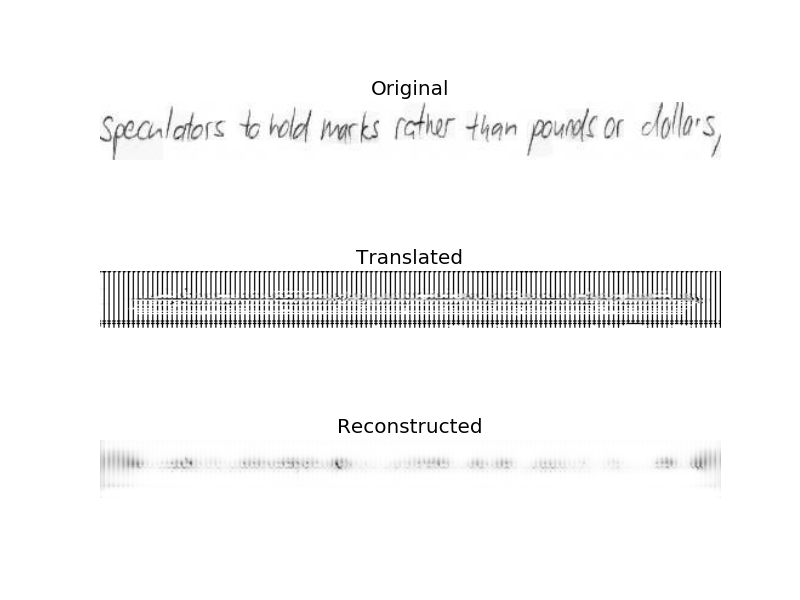 Original
speculators to hold marks rather than pounds or dollars,
Translated
Reconstructed